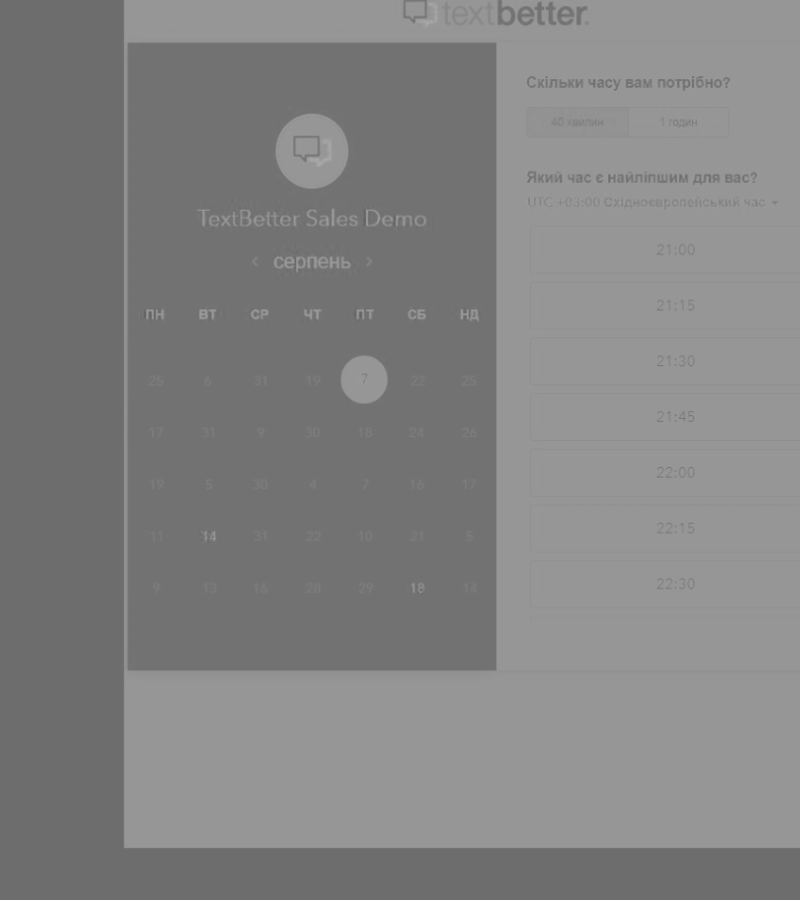 textbetter
TextBetter Sales Demo
‹ серпень ›
ПН ВТ СР ЧТ ПТ СБ НД
26 6 31 19 7 22 25
17 31 9 30 18 24 26
19 5 30 4 7 16 17
11 14 31 22 10 21 5
9 13 16 28 29 18 14
Скільки часу вам потрібно?
40 хвилин 1 годин
Який час є найліпшим для вас?
UTC +03:00 Східноєвропейський час
21:00
21:15
21:30
21:45
22:00
22:15
22:30